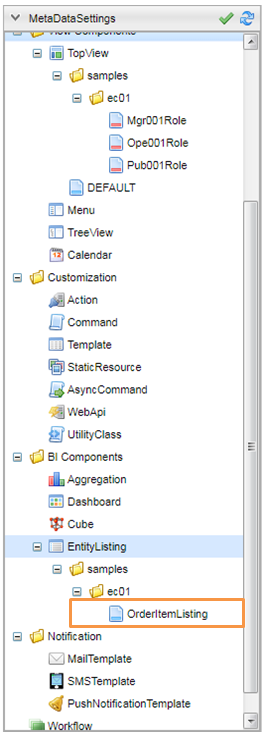 MetaDataSettings
View Components
TopView
samples
ec01
Mgr001Role
Ope001Role
Pub001Role
DEFAULT
Menu
TreeView
12
Calendar
Customization
Action
Command
Template
StaticResource
AsyncCommand
WebApi
UtilityClass
BI Components
Aggregation
Dashboard
Cube
EntityListing
samples
ec01
OrderItemListing
Notification
MailTemplate
SMSTemplate
PushNotificationTemplate
Workflow